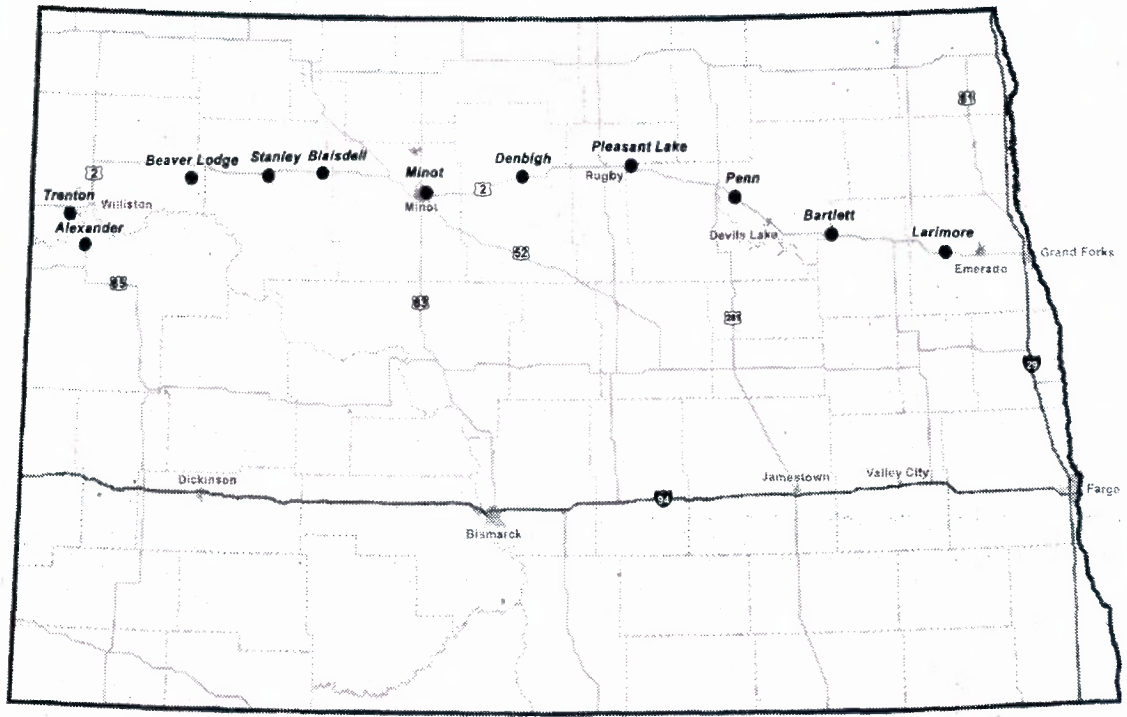 81
Pleasant Lake
Beaver Lodge
Stanley
Blaisdell
Denbigh
2
Minot
Rugby
Penn
2
Trenton
Williston
Minot
Bartlett
Alexander
Devils Lake
Larimore
52
Grand Forks
Emerado
85
83
281
29
Dickinson
Jamestown
Valley City
94
Fargo
Bismarck